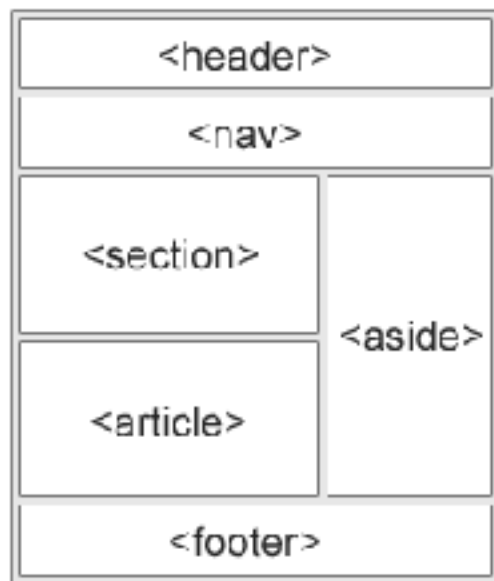 <header>
<nav>
<section>
<aside>
<article>
<footer>